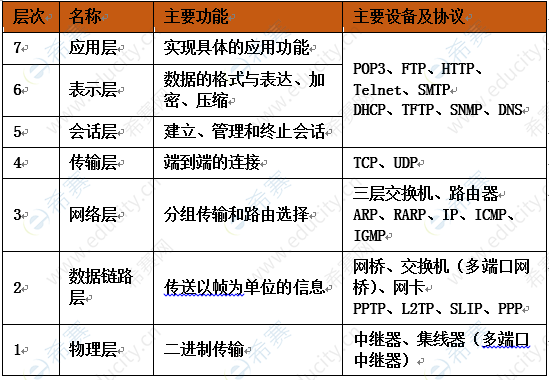 层次 名称 主要功能 主要设备及协议
7 应用层 实现具体的应用功能
POP3、FTP、HTTP、
Telnet、SMTP
DHCP、TFTP、SNMP、DNS
6 表示层 数据的格式与表达、加
密、压缩
5 会话层 建立、管理和终止会话
4 传输层 端到端的连接 TCP、UDP
3 网络层 分组传输和路由选择 三层交换机、路由器
ARP、RARP、IP、ICMP、
IGMP
2 数据链路
层 传送以帧为单位的信息 网桥、交换机（多端口网
桥）、网卡
PPTP、L2TP、SLIP、PPP
1 物理层 二进制传输 中继器、集线器（多端口
中继器）
希赛
www.educity.cn
希赛网